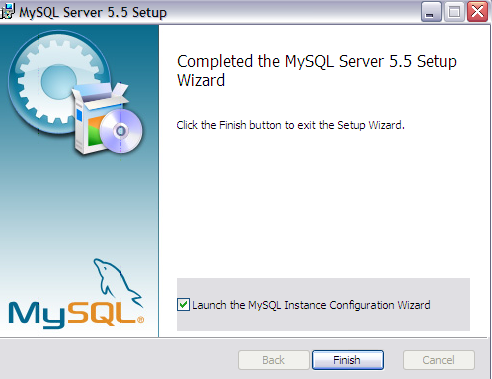 MySQL Server 5.5 Setup
Completed the MySQL Server 5.5 Setup
Wizard
Click the Finish button to exit the Setup Wizard.
Launch the MySQL Instance Configuration Wizard
MySQL®
Back
Finish
Cancel